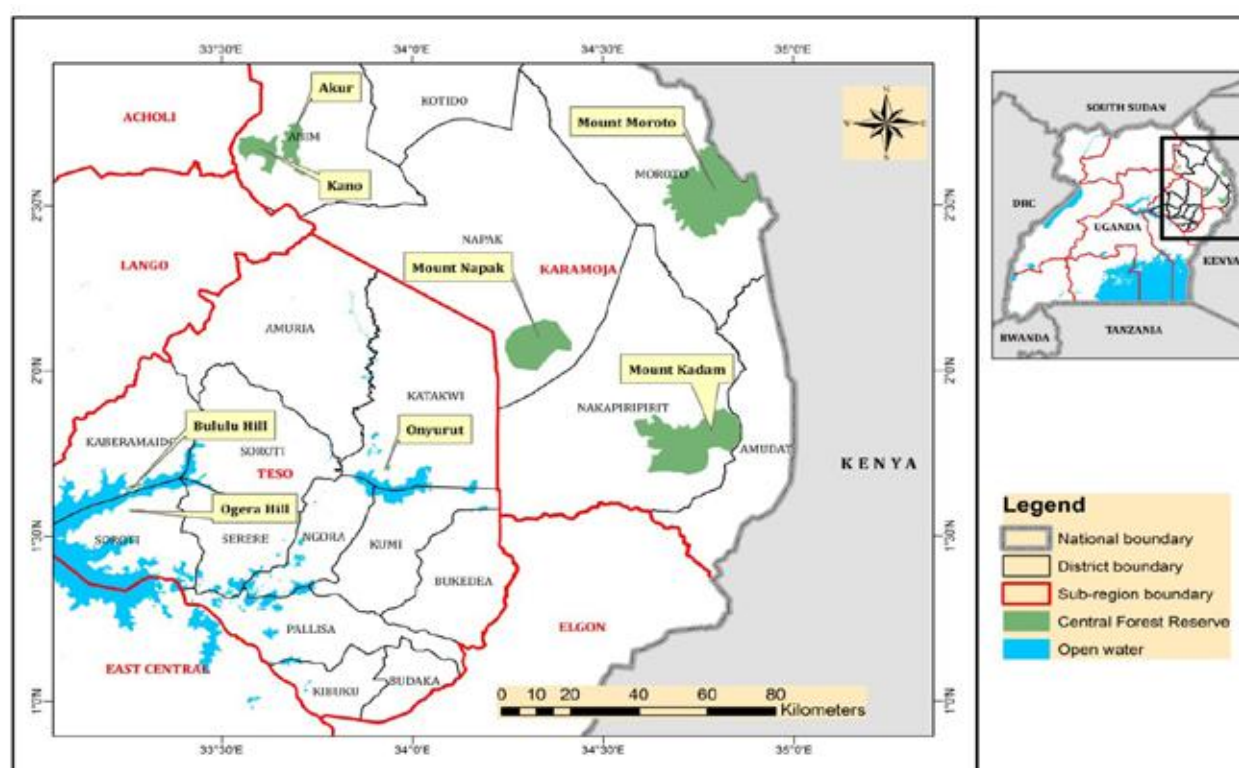 33°30'E 34°0'E 34°30'E 35°0'E
Akur
KOTIDO
ACHOLI
ABIM
Mount Moroto
Kano
MOROTO
2°30'N 2°30'N
NAPAK
LANGO
Mount Napak
KARAMOJA
AMURIA
2°0'N 2°0'N
Mount Kadam
KATAKWI
NAKAPIRIPIRIT
Bululu Hill
Onyurut
KABERAMAIDO
SOROTI
AMUDAT
TESO
KENYA
Ogera Hill
1°30'N 1°30'N
SOROTI
SERERE
NGORA
KUMI
BUKEDEA
PALLISA
ELGON
EAST CENTRAL
KIBUKU
BUDAKA
1°0'N 1°0'N
0 10 20 40 60 80
Kilometers
33°30'E 34°0'E 34°30'E 35°0'E
SOUTH SUDAN
DRC
UGANDA
KENYA
RWANDA
TANZANIA
Legend
National boundary
District boundary
Sub-region boundary
Central Forest Reserve
Open water